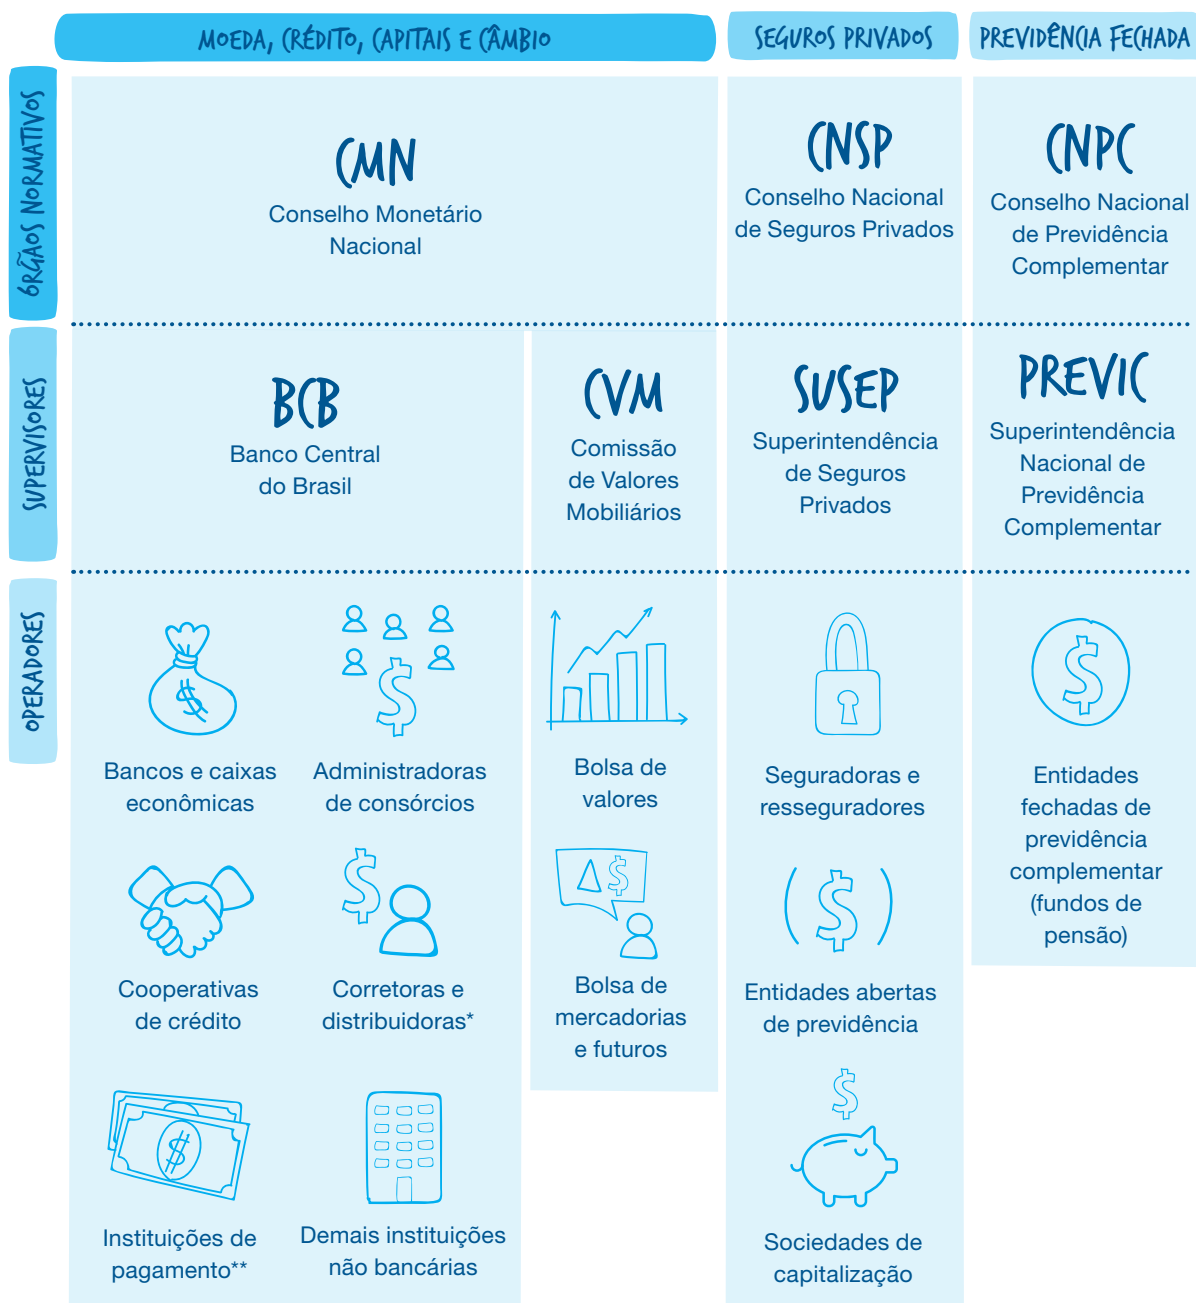 MOEDA, CRÉDITO, CAPITAIS E CÂMBIO
SEGUROS PRIVADOS
PREVIDÊNCIA FECHADA
ÓRGÃOS NORMATIVOS
CMN
Conselho Monetário
Nacional
CNSP
Conselho Nacional
de Seguros Privados
CNPC
Conselho Nacional
de Previdência
Complementar
SUPERVISORES
BCB
Banco Central
do Brasil
CVM
Comissão
de Valores
Mobiliários
SUSEP
Superintendência
de Seguros
Privados
PREVIC
Superintendência
Nacional de
Previdência
Complementar
OPERADORES
$
Bancos e caixas
econômicas
$
Administradoras
de consórcios
Bolsa de
valores
Seguradoras e
resseguradores
$
Entidades
fechadas de
previdência
complementar
(fundos de
pensão)
Cooperativas
de crédito
$
Corretoras e
distribuidoras*
$
Bolsa de
mercadorias
e futuros
($)
Entidades abertas
de previdência
$
Instituições de
pagamento**
Demais instituições
não bancárias
$
Sociedades de
capitalização